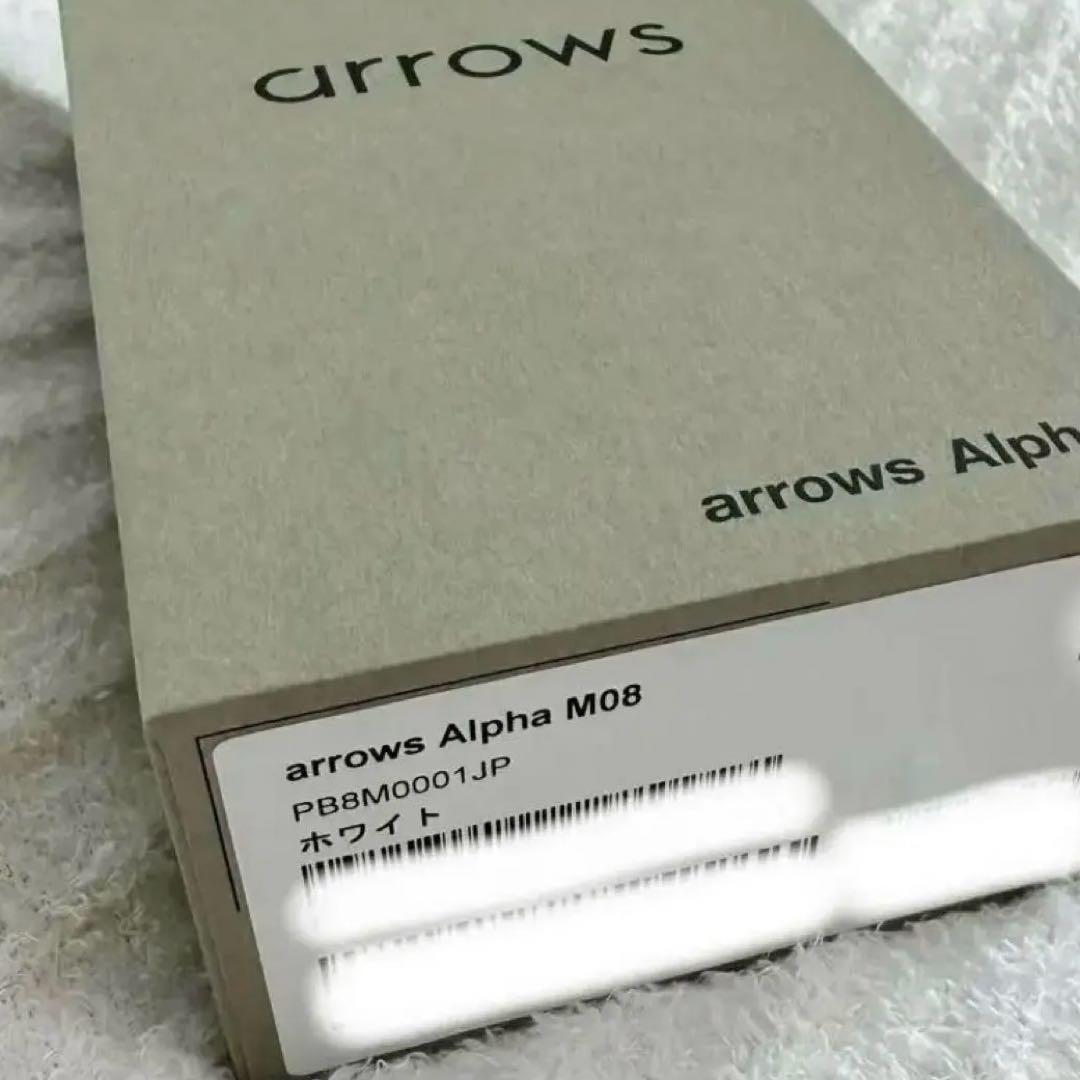 arrows
arrows Alph
arrows Alpha M08
PB8M0001JP
ホワイト